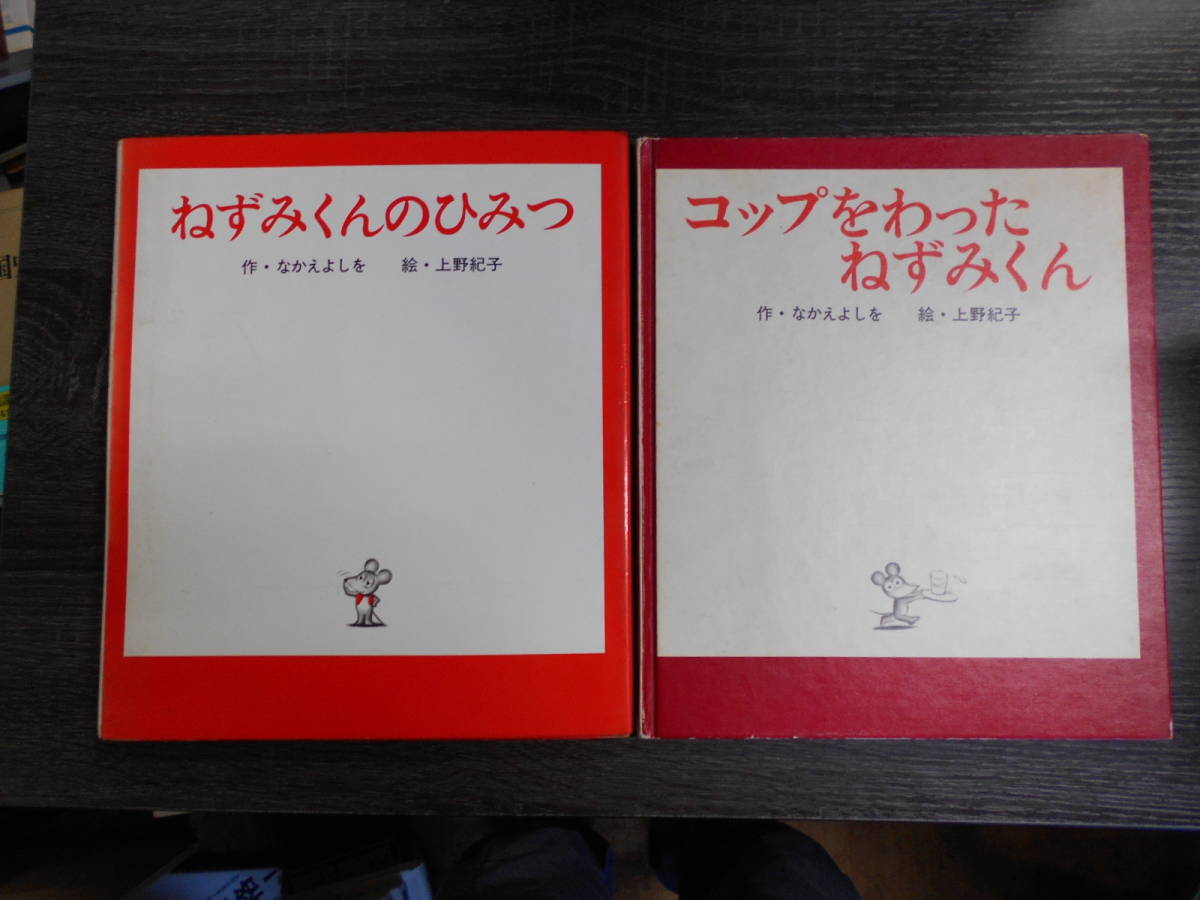 ねずみくんのひみつ
作・なかえよしを　絵・上野紀子
コップをわった
ねずみくん
作・なかえよしを　絵・上野紀子